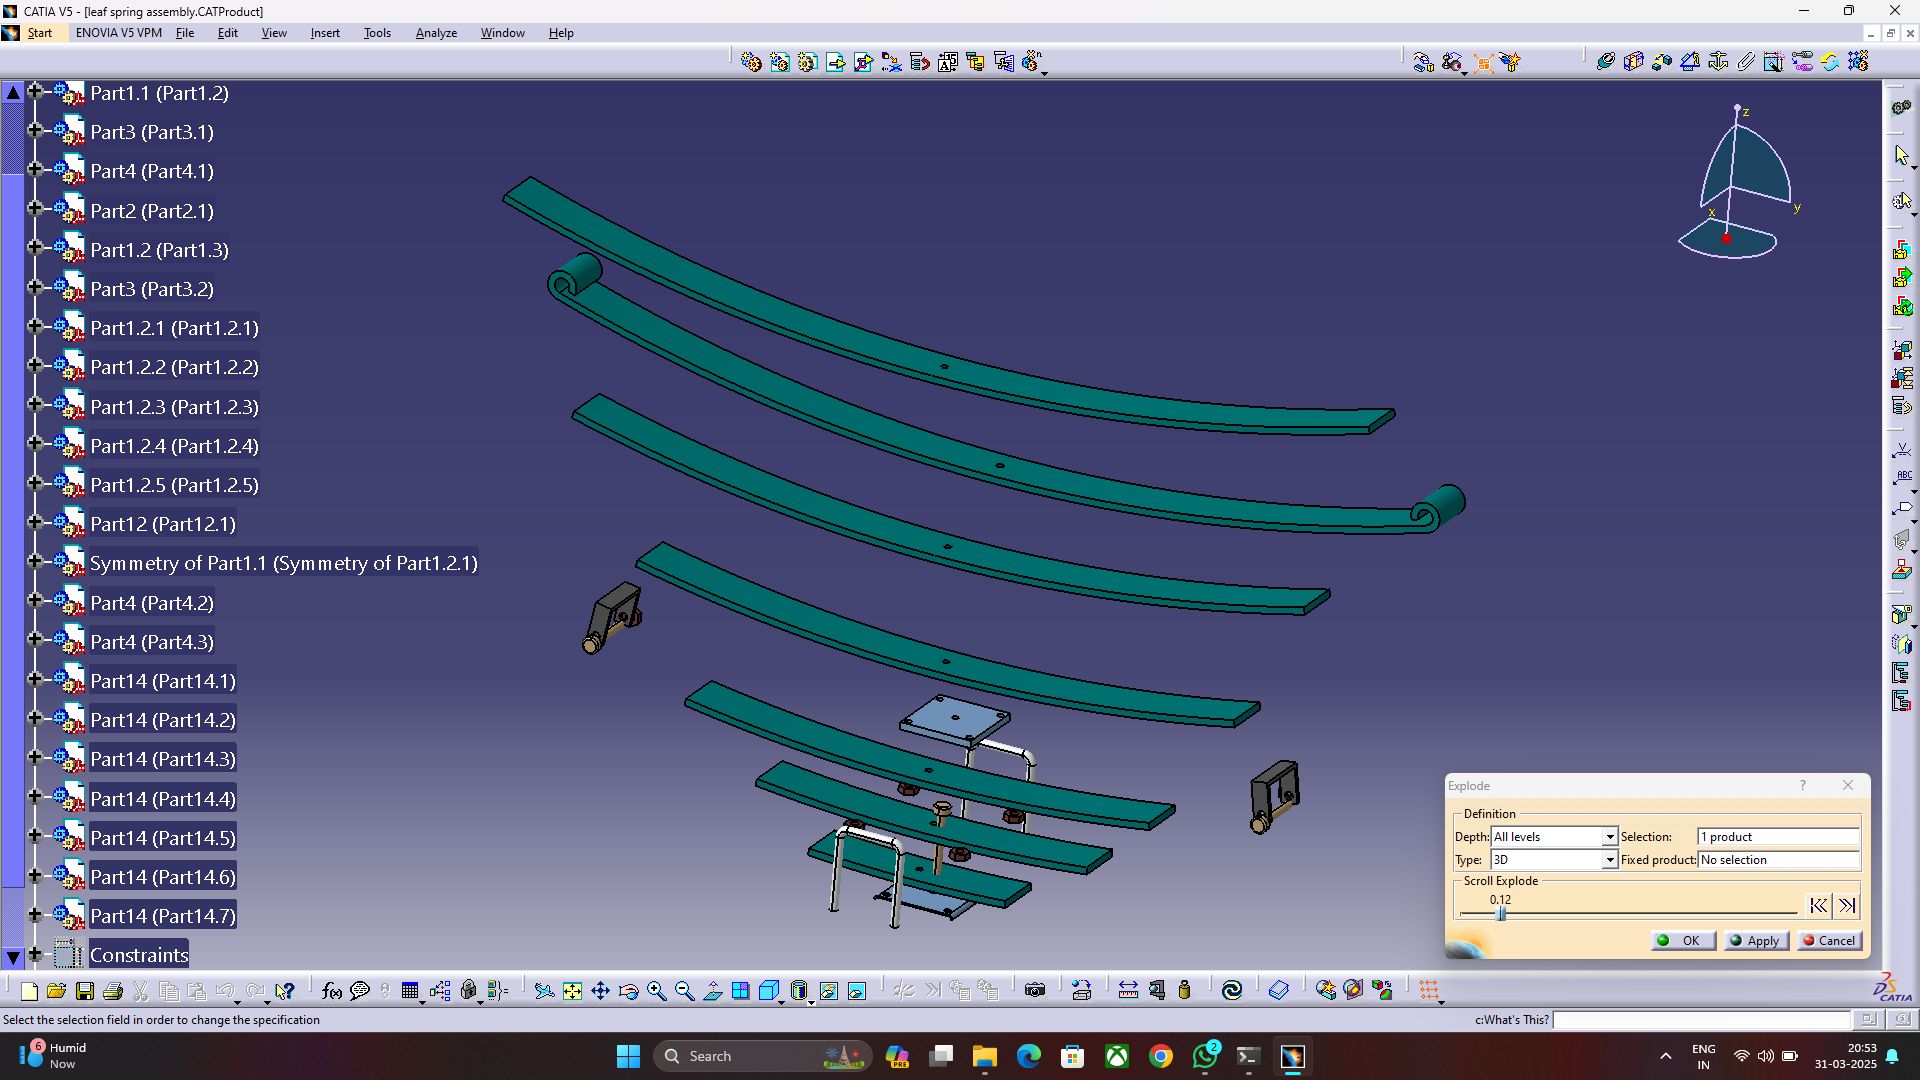 CATIA V5 - [leaf spring assembly.CATProduct]
Start ENOVIA V5 VPM File Edit View Insert Tools Analyze Window Help
Part1.1 (Part1.2)
Part3 (Part3.1)
Part4 (Part4.1)
Part2 (Part2.1)
Part1.2 (Part1.3)
Part3 (Part3.2)
Part1.2.1 (Part1.2.1)
Part1.2.2 (Part1.2.2)
Part1.2.3 (Part1.2.3)
Part1.2.4 (Part1.2.4)
Part1.2.5 (Part1.2.5)
Part12 (Part12.1)
Symmetry of Part1.1 (Symmetry of Part1.2.1)
Part4 (Part4.2)
Part4 (Part4.3)
Part14 (Part14.1)
Part14 (Part14.2)
Part14 (Part14.3)
Part14 (Part14.4)
Part14 (Part14.5)
Part14 (Part14.6)
Part14 (Part14.7)
Constraints
z
x
y
ABC
Explode
Definition
Depth: All levels Selection: 1 product
Type: 3D Fixed product: No selection
Scroll Explode
0.12
OK Apply Cancel
f(x)
CATIA
Select the selection field in order to change the specification
c:What's This?
6 Humid
Now
Search
PRE
2
ENG
IN
20:53
31-03-2025